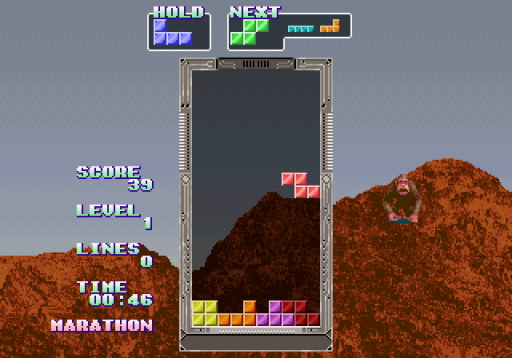 HOLD
NEXT
SCORE
39
LEVEL
1
LINES
0
TIME
00:46
MARATHON